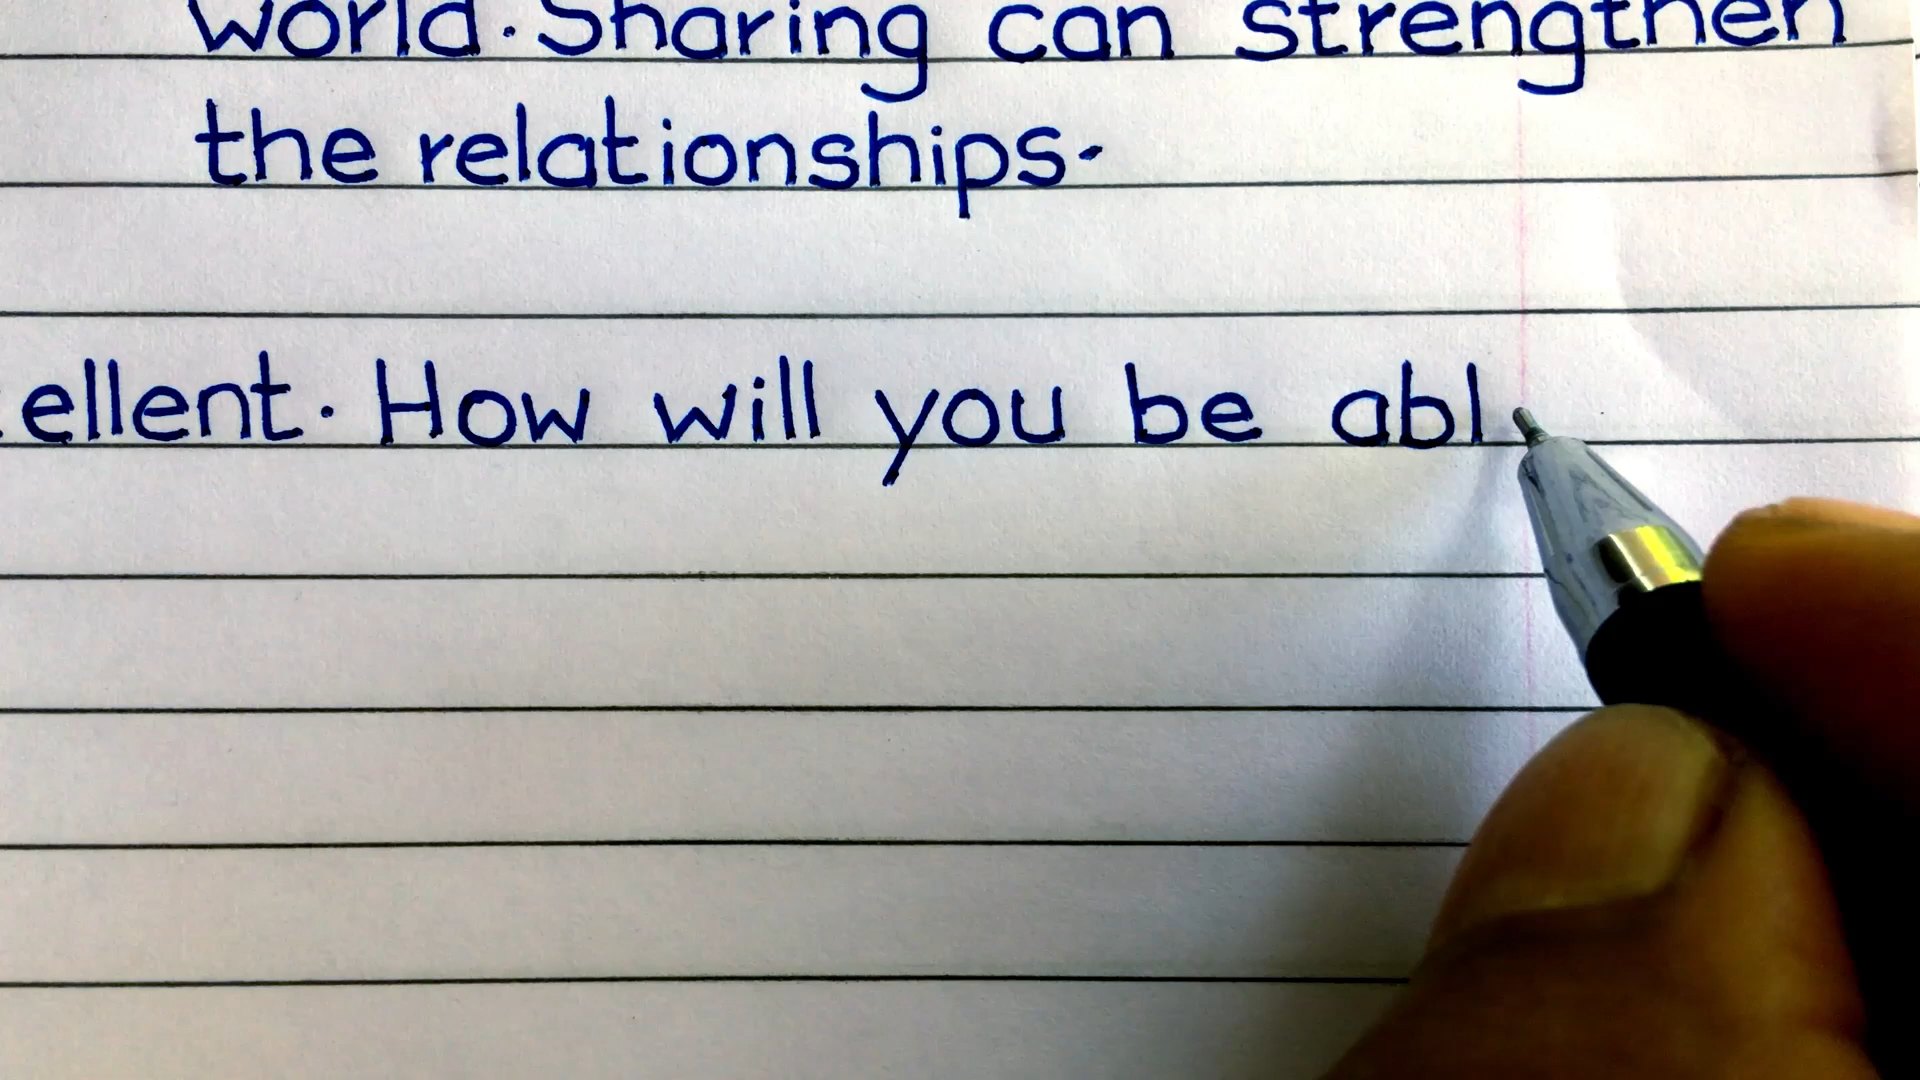 World. Sharing can strengthen
the relationships.
ellent. How will you be abl